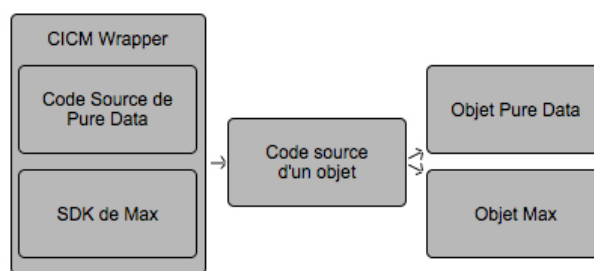 CICM Wrapper
Code Source de
Pure Data
SDK de Max
Code source
d'un objet
Objet Pure Data
Objet Max